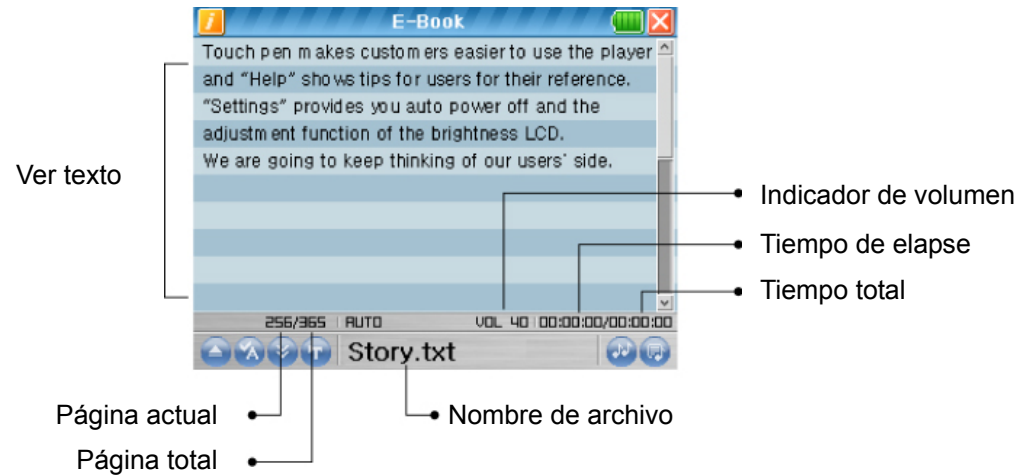 E-Book
Touch pen makes customers easier to use the player
and “Help” shows tips for users for their reference.
“Settings” provides you auto power off and the
adjustment function of the brightness LCD.
We are going to keep thinking of our users' side.
Ver texto
Indicador de volumen
Tiempo de elapse
Tiempo total
256/365 AUTO VOL 40 00:00:00/00:00:00
Story.txt
Página actual
Nombre de archivo
Página total